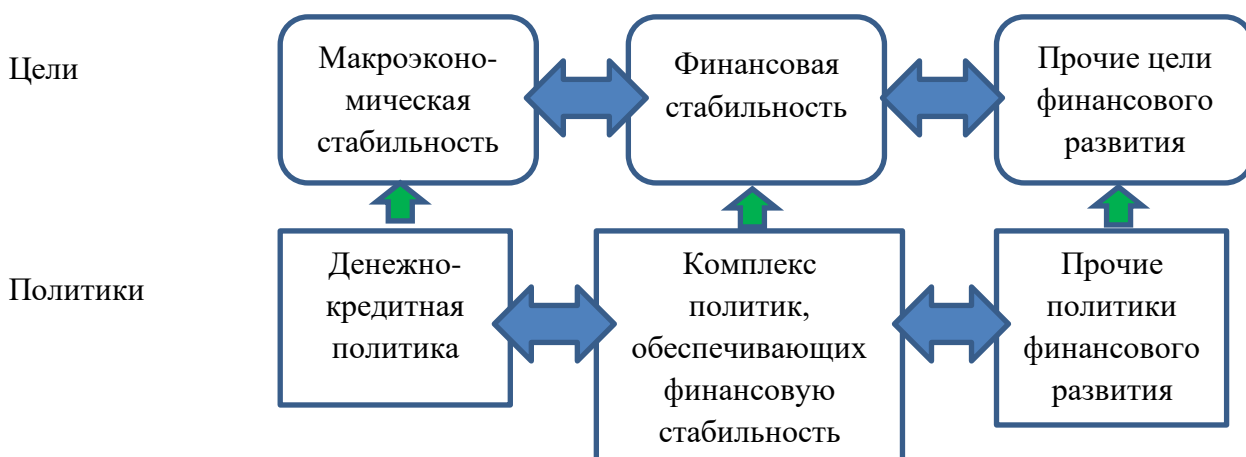 Цели
Макроэконо-
мическая
стабильность
Финансовая
стабильность
Прочие цели
финансового
развития
Политики
Денежно-
кредитная
политика
Комплекс
политик,
обеспечивающих
финансовую
стабильность
Прочие
политики
финансового
развития